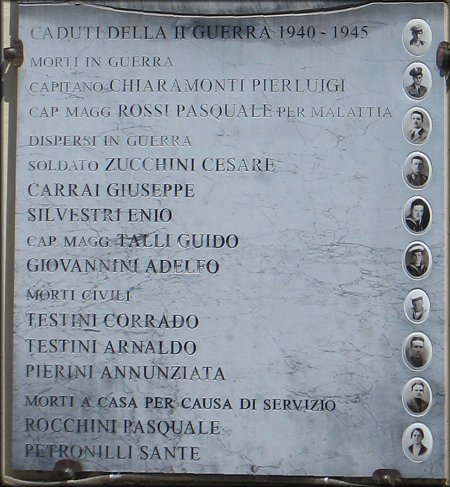 CADUTI DELLA II GUERRA 1940 - 1945
MORTI IN GUERRA
CAPITANO CHIARAMONTI PIERLUIGI
CAP. MAGG ROSSI PASQUALE PER MALATTIA
DISPERSI IN GUERRA
SOLDATO ZUCCHINI CESARE
CARRAI GIUSEPPE
SILVESTRI ENIO
CAP. MAGG. TALLI GUIDO
GIOVANNINI ADELFO
MORTI CIVILI
TESTINI CORRADO
TESTINI ARNALDO
PIERINI ANNUNZIATA
MORTI A CASA PER CAUSA DI SERVIZIO
ROCCHINI PASQUALE
PETRONILLI SANTE